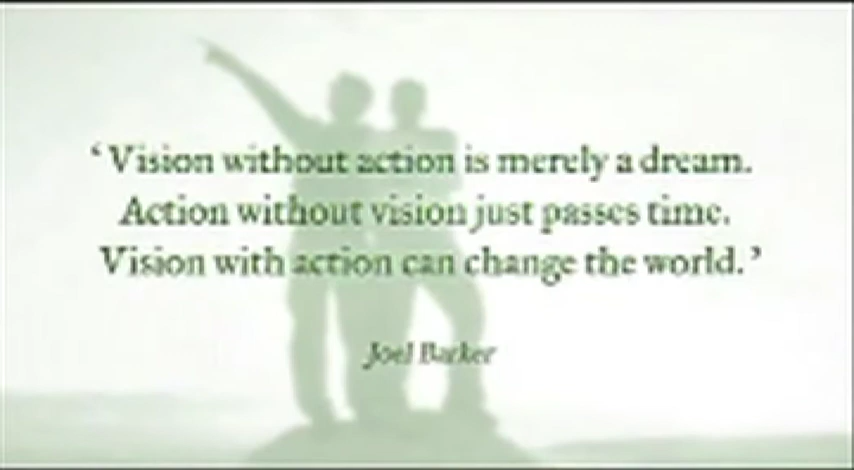 ‘Vision without action is merely a dream.
Action without vision just passes time.
Vision with action can change the world.’
Joel Barker